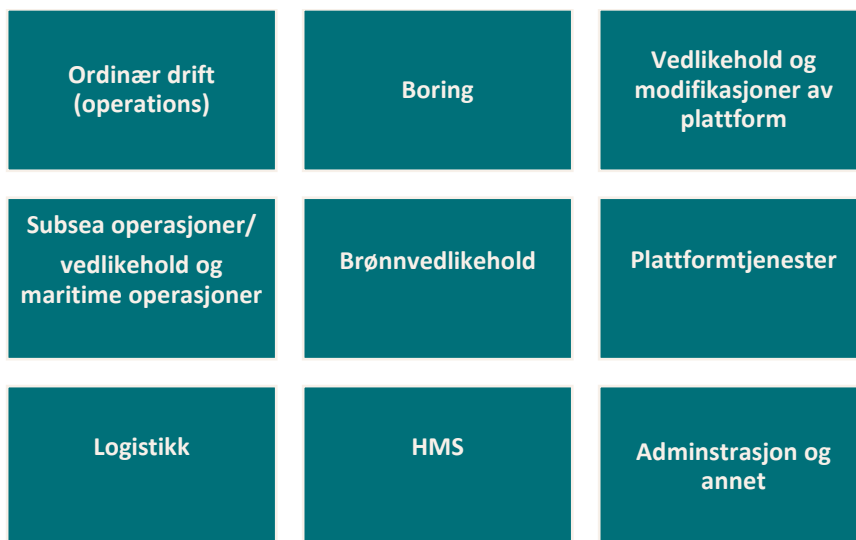 Ordinær drift
(operations)
Boring
Vedlikehold og
modifikasjoner av
plattform
Subsea operasjoner/
vedlikehold og
maritime operasjoner
Brønnvedlikehold
Plattformtjenester
Logistikk
HMS
Adminstrasjon og
annet